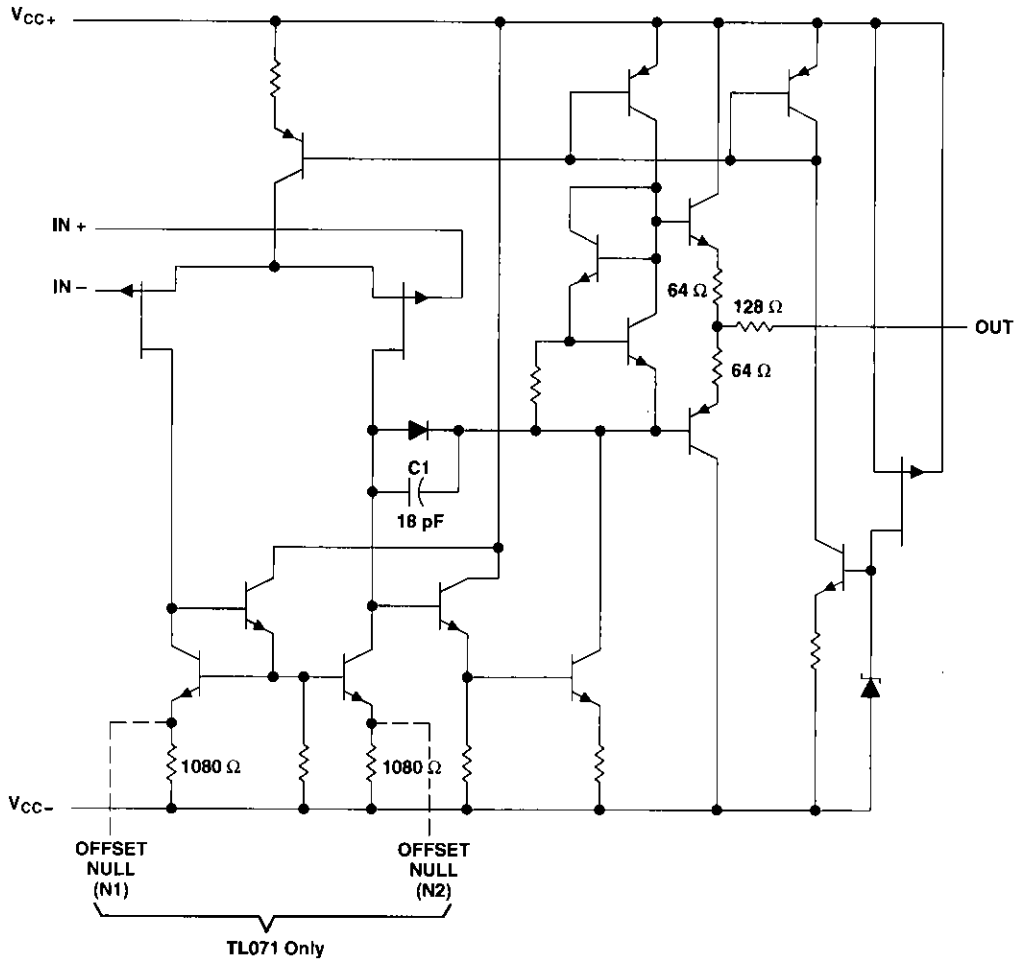 VCC+
IN +
IN −
64 Ω
128 Ω
OUT
64 Ω
C1
18 pF
1080 Ω
1080 Ω
VCC−
OFFSET
NULL
(N1)
OFFSET
NULL
(N2)
TL071 Only